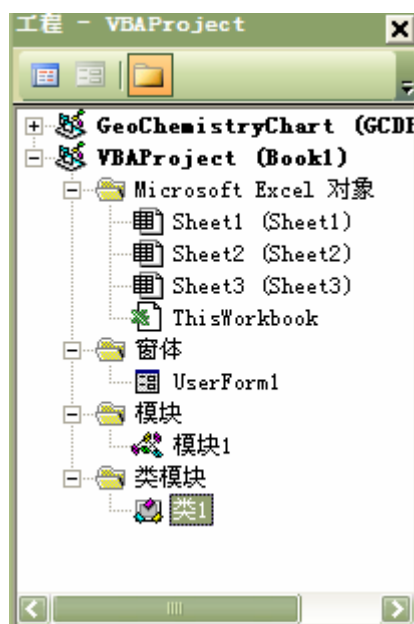 工程 - VBAProject
GeoChemistryChart (GCD
VBAProject (Book1)
Microsoft Excel 对象
Sheet1 (Sheet1)
Sheet2 (Sheet2)
Sheet3 (Sheet3)
ThisWorkbook
窗体
UserForm1
模块
模块1
类模块
类1